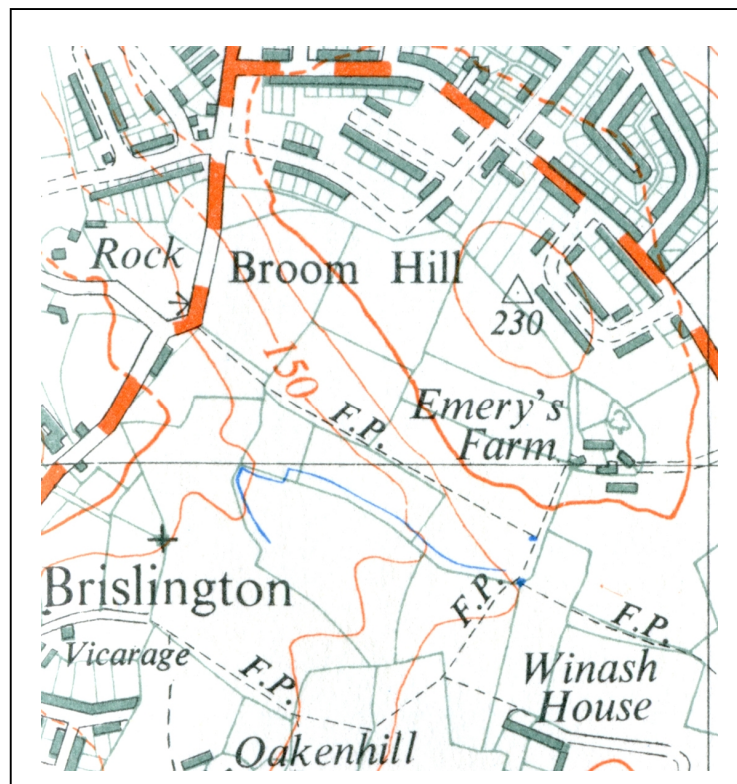 Rock
Broom Hill
230
150
F.P.
Emery's
Farm
Brislington
F.P.
F.P.
Vicarage
F.P.
Winash
House
Oakenhill